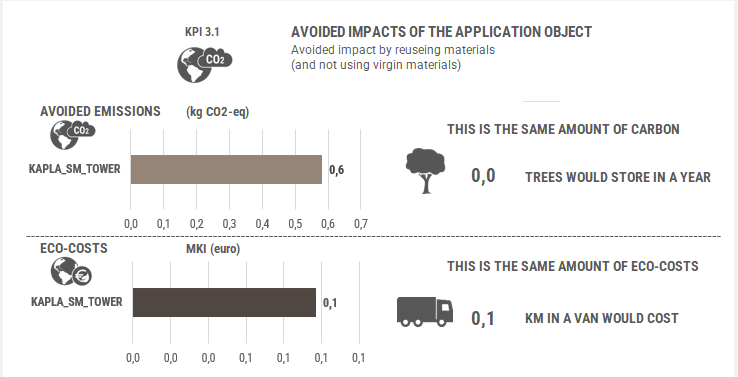 KPI 3.1
CO2
AVOIDED IMPACTS OF THE APPLICATION OBJECT
Avoided impact by reuseing materials
(and not using virgin materials)
AVOIDED EMISSIONS (kg CO2-eq)
CO2
KAPLA_SM_TOWER
0,6
0,0 0,1 0,2 0,3 0,4 0,5 0,6 0,7
THIS IS THE SAME AMOUNT OF CARBON
0,0 TREES WOULD STORE IN A YEAR
ECO-COSTS MKI (euro)
€
KAPLA_SM_TOWER
0,1
0,0 0,0 0,0 0,1 0,1 0,1 0,1
THIS IS THE SAME AMOUNT OF ECO-COSTS
0,1 KM IN A VAN WOULD COST